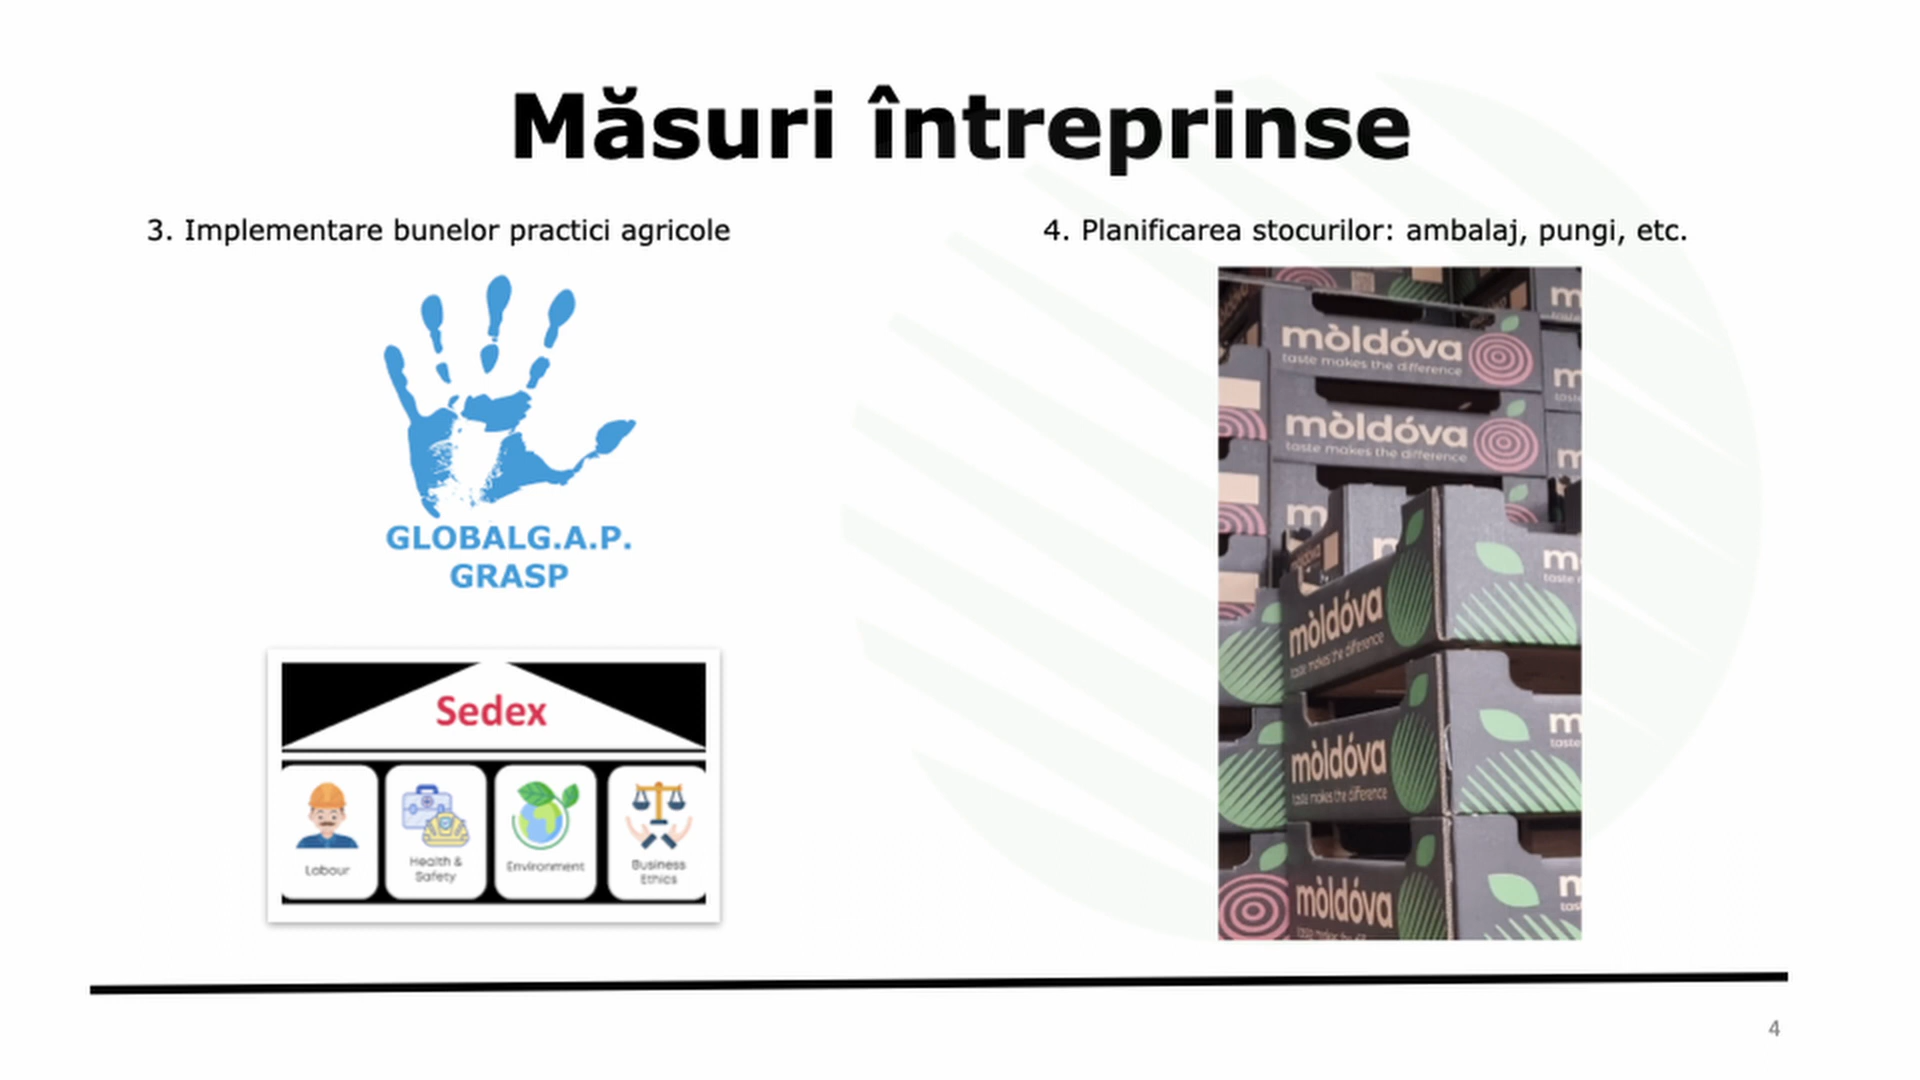 Măsuri întreprinse
3. Implementare bunelor practici agricole
GLOBALG.A.P.
GRASP
Sedex
Labour
Health &
Safety
Environment
Business
Ethics
4. Planificarea stocurilor: ambalaj, pungi, etc.
mòldóva
taste makes the difference
mòldóva
taste makes the difference
mòldóva
taste makes the difference
mòldóva
taste makes the difference
mòldóva
4